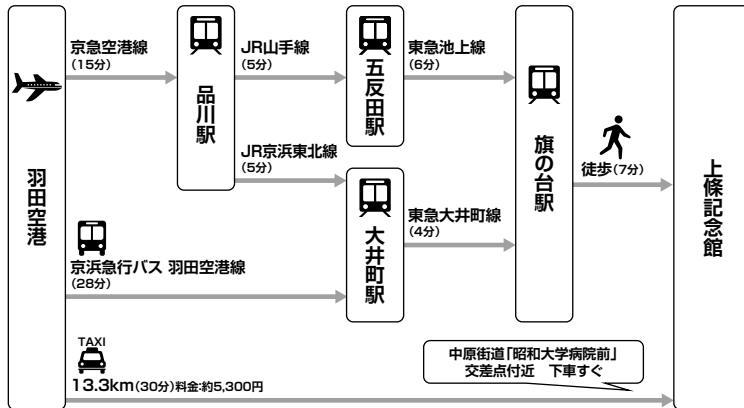 羽田空港
京急空港線
(15分)
品川駅
JR山手線
(5分)
五反田駅
東急池上線
(6分)
JR京浜東北線
(5分)
京浜急行バス 羽田空港線
(28分)
大井町駅
東急大井町線
(4分)
旗の台駅
徒歩(7分)
上條記念館
TAXI
13.3km(30分)料金:約5,300円
中原街道「昭和大学病院前」
交差点付近　下車すぐ